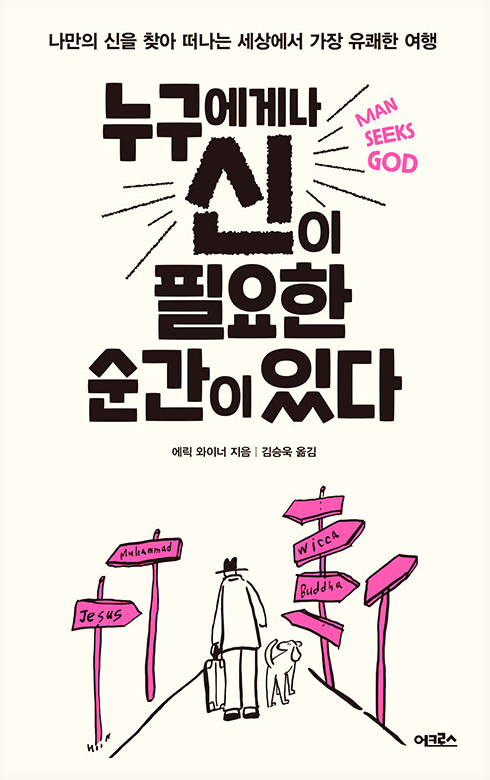 나만의 신을 찾아 떠나는 세상에서 가장 유쾌한 여행
누구에게나
MAN
SEEKS
GOD
신이
필요한
순간이 있다
에릭 와이너 지음 | 김승욱 옮김
Muhammad
Jesus
Wicca
Buddha
어크로스